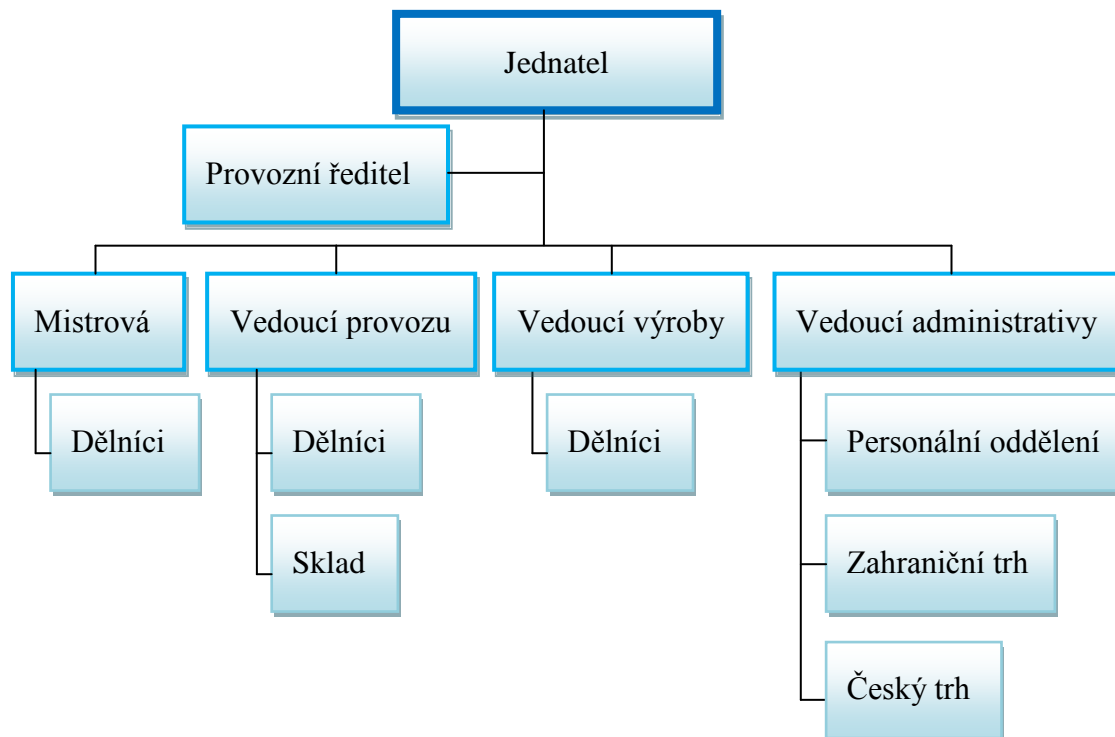 Jednatel
Provozní ředitel
Mistrová
Vedoucí provozu
Vedoucí výroby
Vedoucí administrativy
Dělníci
Dělníci
Dělníci
Personální oddělení
Sklad
Zahraniční trh
Český trh